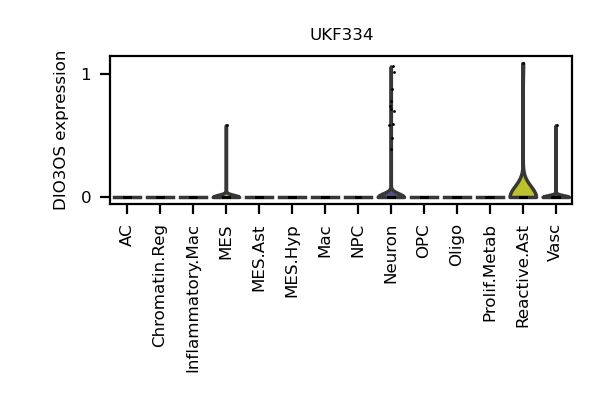 UKF334
DIO3OS expression
1
0
AC
Chromatin.Reg
Inflammatory.Mac
MES
MES.Ast
MES.Hyp
Mac
NPC
Neuron
OPC
Oligo
Prolif.Metab
Reactive.Ast
Vasc